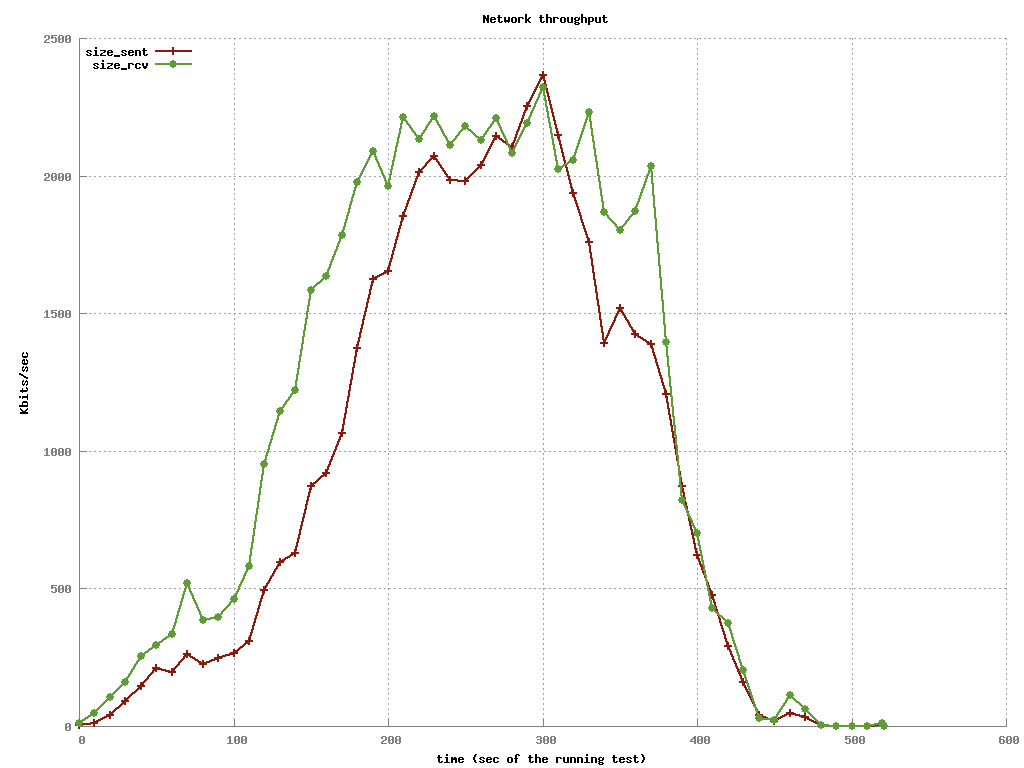 Network throughput
2500
size_sent
size_rcv
2000
1500
Kbits/sec
1000
500
0
0 100 200 300 400 500 600
time (sec of the running test)